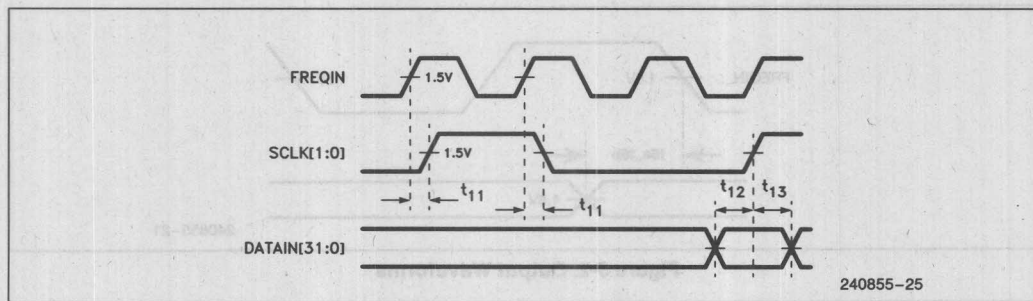 FREQIN
1.5V
SCLK[1:0]
1.5V
t11
t11
t12
t13
DATAIN[31:0]
240855-25